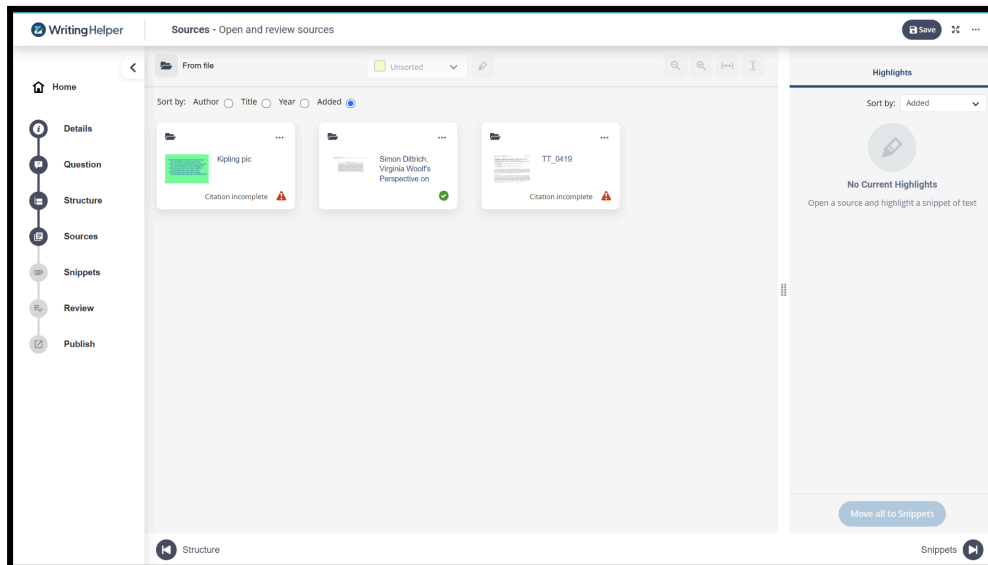 WritingHelper
Sources - Open and review sources
Save
Home
Details
Question
Structure
Sources
Snippets
Review
Publish
From file
Unsorted
Sort by: Author Title Year Added
Kipling pic
Citation incomplete
Simon Dittrich.
Virginia Woolf's
Perspective on
TT_0419
Citation incomplete
Highlights
Sort by: Added
No Current Highlights
Open a source and highlight a snippet of text
Move all to Snippets
Structure
Snippets